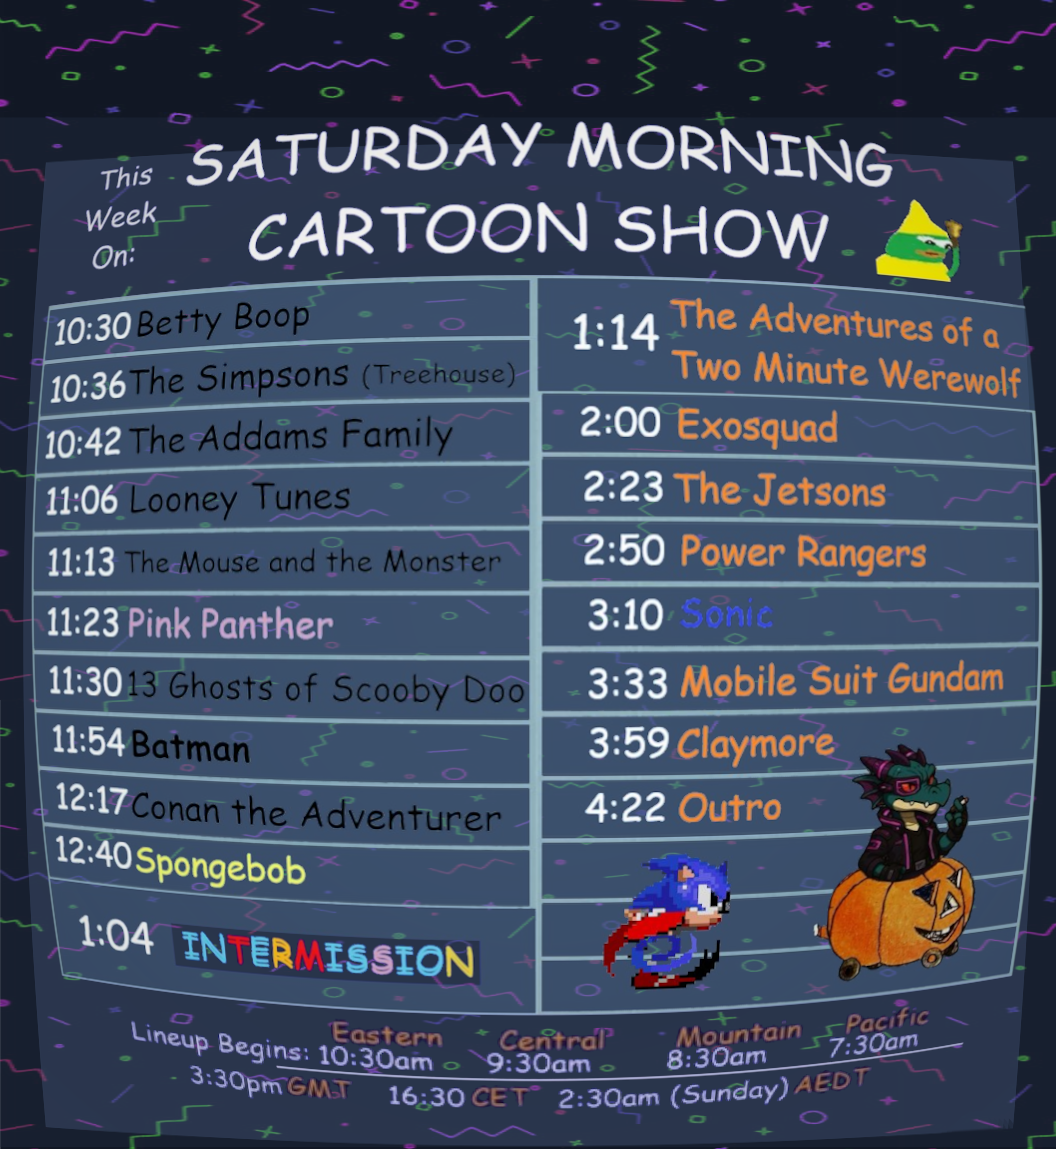 This
Week
On:
SATURDAY MORNING
CARTOON SHOW
10:30 Betty Boop
10:36 The Simpsons (Treehouse)
10:42 The Addams Family
11:06 Looney Tunes
11:13 The Mouse and the Monster
11:23 Pink Panther
11:30 13 Ghosts of Scooby Doo
11:54 Batman
12:17 Conan the Adventurer
12:40 Spongebob
1:04 INTERMISSION
1:14 The Adventures of a
Two Minute Werewolf
2:00 Exosquad
2:23 The Jetsons
2:50 Power Rangers
3:10 Sonic
3:33 Mobile Suit Gundam
3:59 Claymore
4:22 Outro
Eastern Central Mountain Pacific
Lineup Begins: 10:30am 9:30am 8:30am 7:30am
3:30pm GMT 16:30 CET 2:30am (Sunday) AEDT